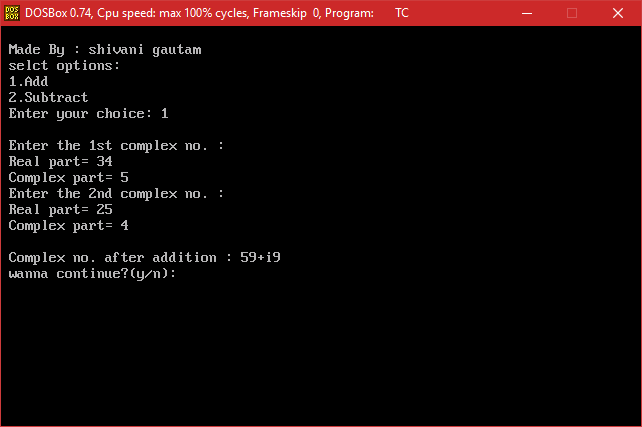 DOS BOX DOSBox 0.74, Cpu speed: max 100% cycles, Frameskip 0, Program: TC
Made By : shivani gautam
selct options:
1.Add
2.Subtract
Enter your choice: 1
Enter the 1st complex no. :
Real part= 34
Complex part= 5
Enter the 2nd complex no. :
Real part= 25
Complex part= 4
Complex no. after addition : 59+i9
wanna continue?(y/n):